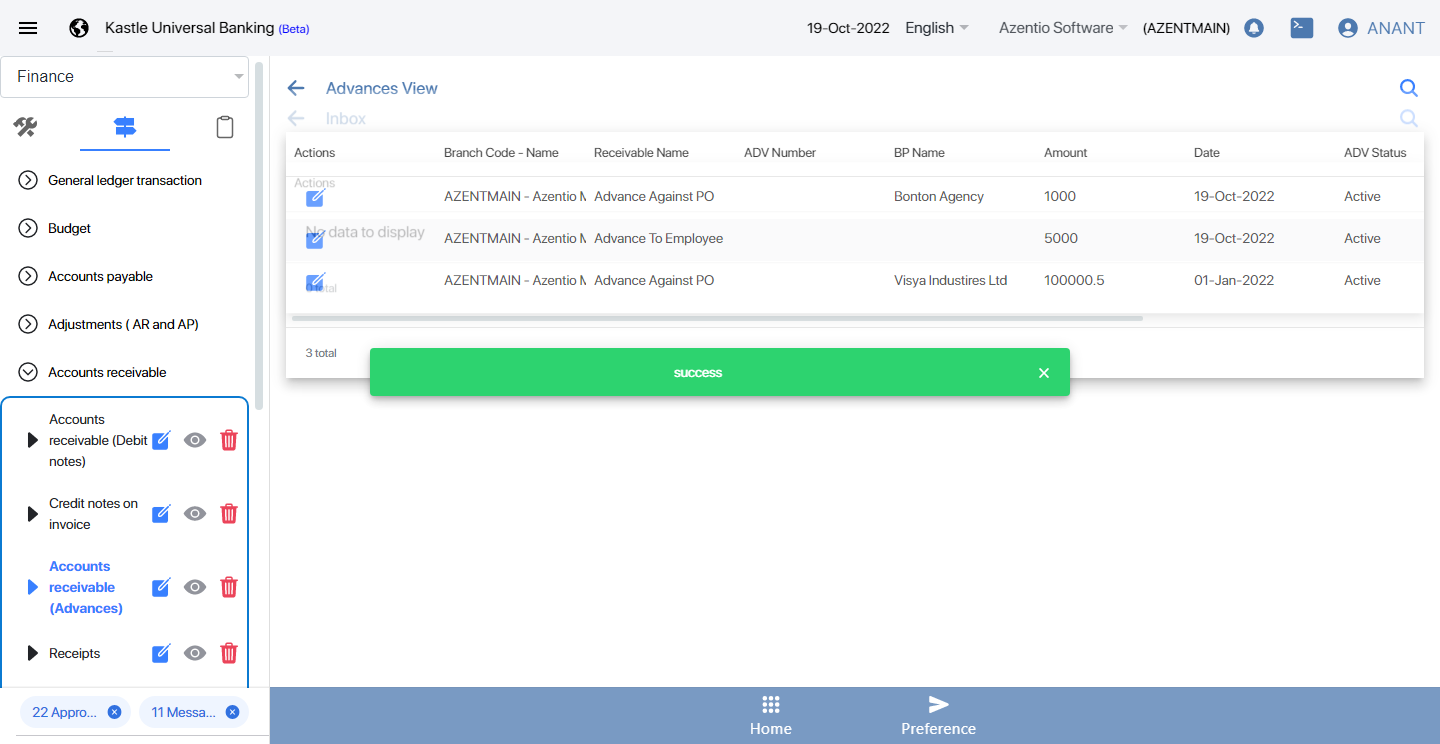 Kastle Universal Banking (Beta)
19-Oct-2022 English Azentio Software (AZENTMAIN) ANANT
Finance
General ledger transaction
Budget
Accounts payable
Adjustments ( AR and AP)
Accounts receivable
Accounts
receivable (Debit
notes)
Credit notes on
invoice
Accounts
receivable
(Advances)
Receipts
22 Appro...
11 Messa...
Advances View
Inbox
Actions Branch Code - Name Receivable Name ADV Number BP Name Amount Date ADV Status
Actions
AZENTMAIN - Azentio M Advance Against PO Bonton Agency 1000 19-Oct-2022 Active
No data to display
AZENTMAIN - Azentio M Advance To Employee 5000 19-Oct-2022 Active
AZENTMAIN - Azentio M Advance Against PO Visya Industires Ltd 100000.5 01-Jan-2022 Active
0 total
3 total
success
Home
Preference